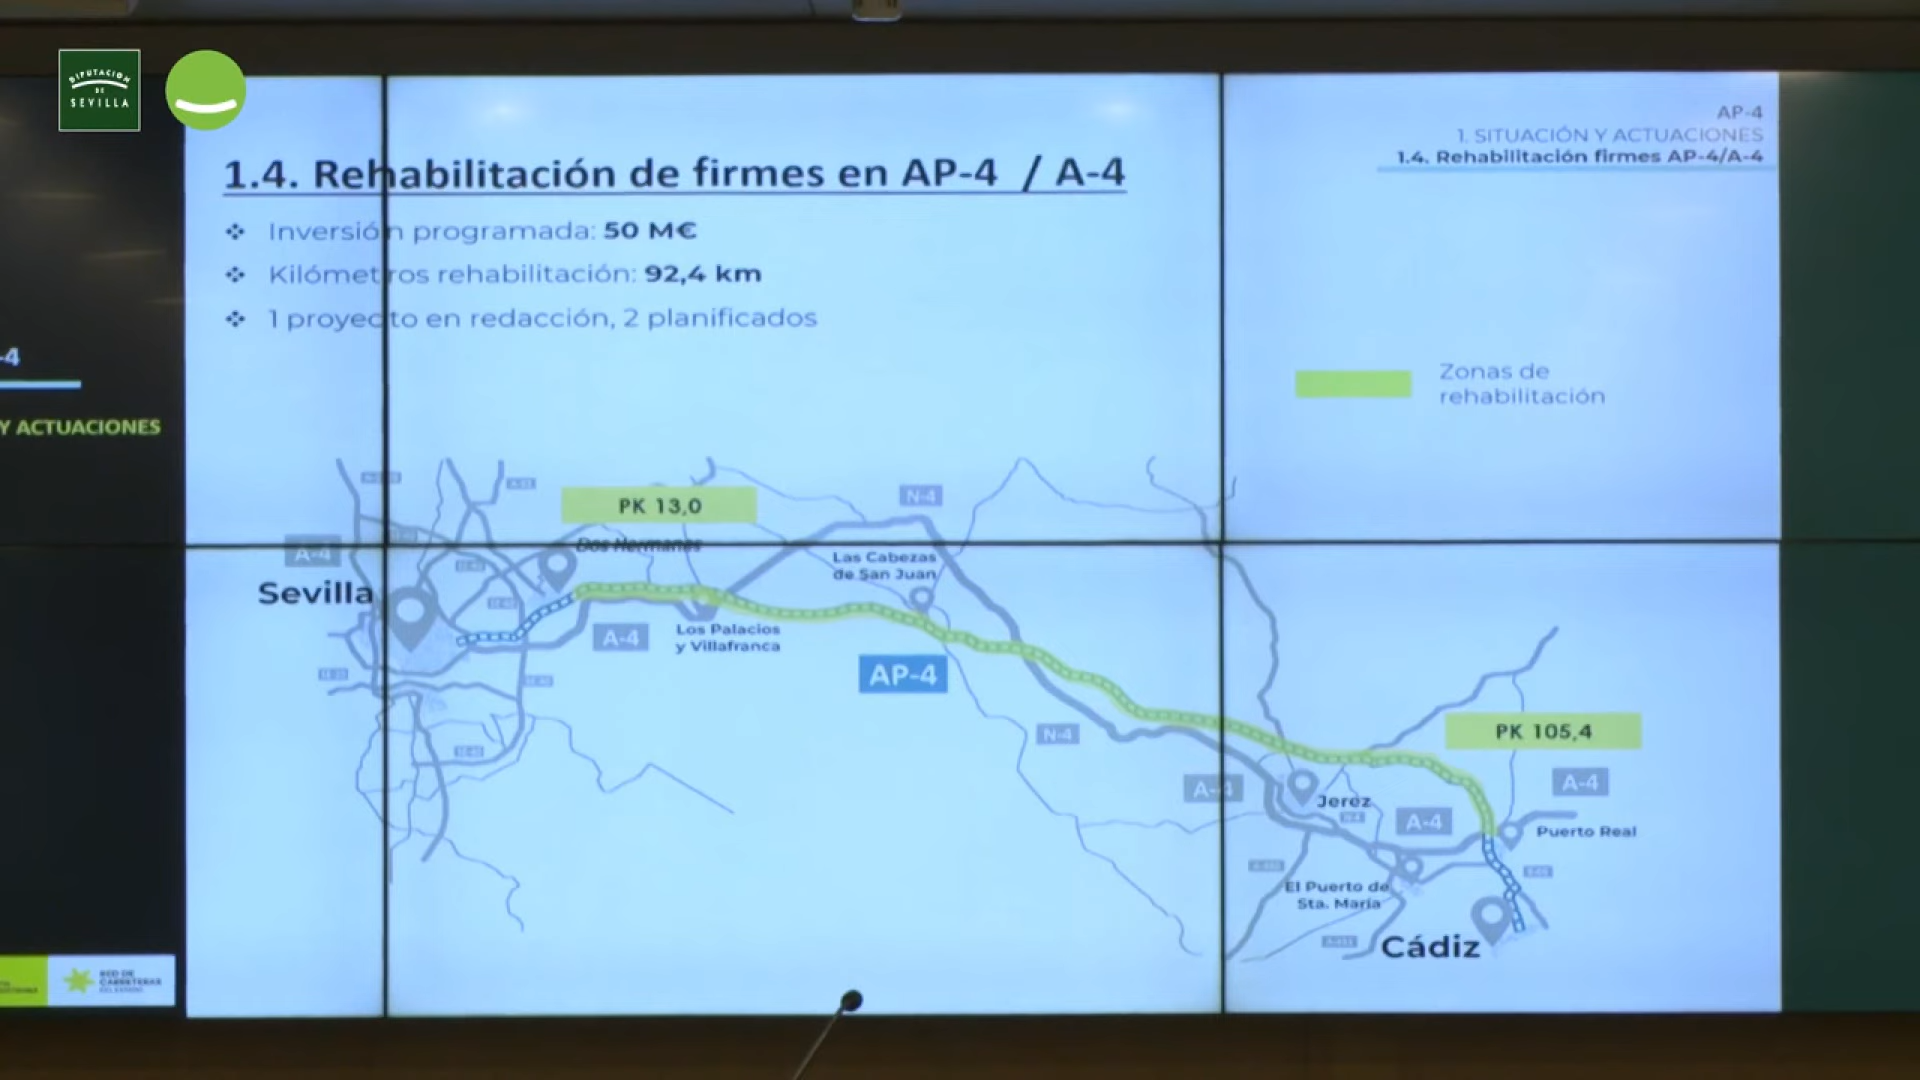 DIPUTACIÓN
DE
SEVILLA
AP-4
1. SITUACIÓN Y ACTUACIONES
1.4. Rehabilitación firmes AP-4/A-4
1.4. Rehabilitación de firmes en AP-4 / A-4
❖ Inversión programada: 50 M€
❖ Kilómetros rehabilitación: 92,4 km
❖ 1 proyecto en redacción, 2 planificados
-4
Y ACTUACIONES
Zonas de
rehabilitación
PK 13,0
N-4
A-4
Dos Hermanas
Las Cabezas
de San Juan
Sevilla
A-4
Los Palacios
y Villafranca
AP-4
N-4
PK 105,4
A-4
A-4
Jerez
A-4
Puerto Real
El Puerto de
Sta. María
Cádiz
RED DE
CARRETERAS